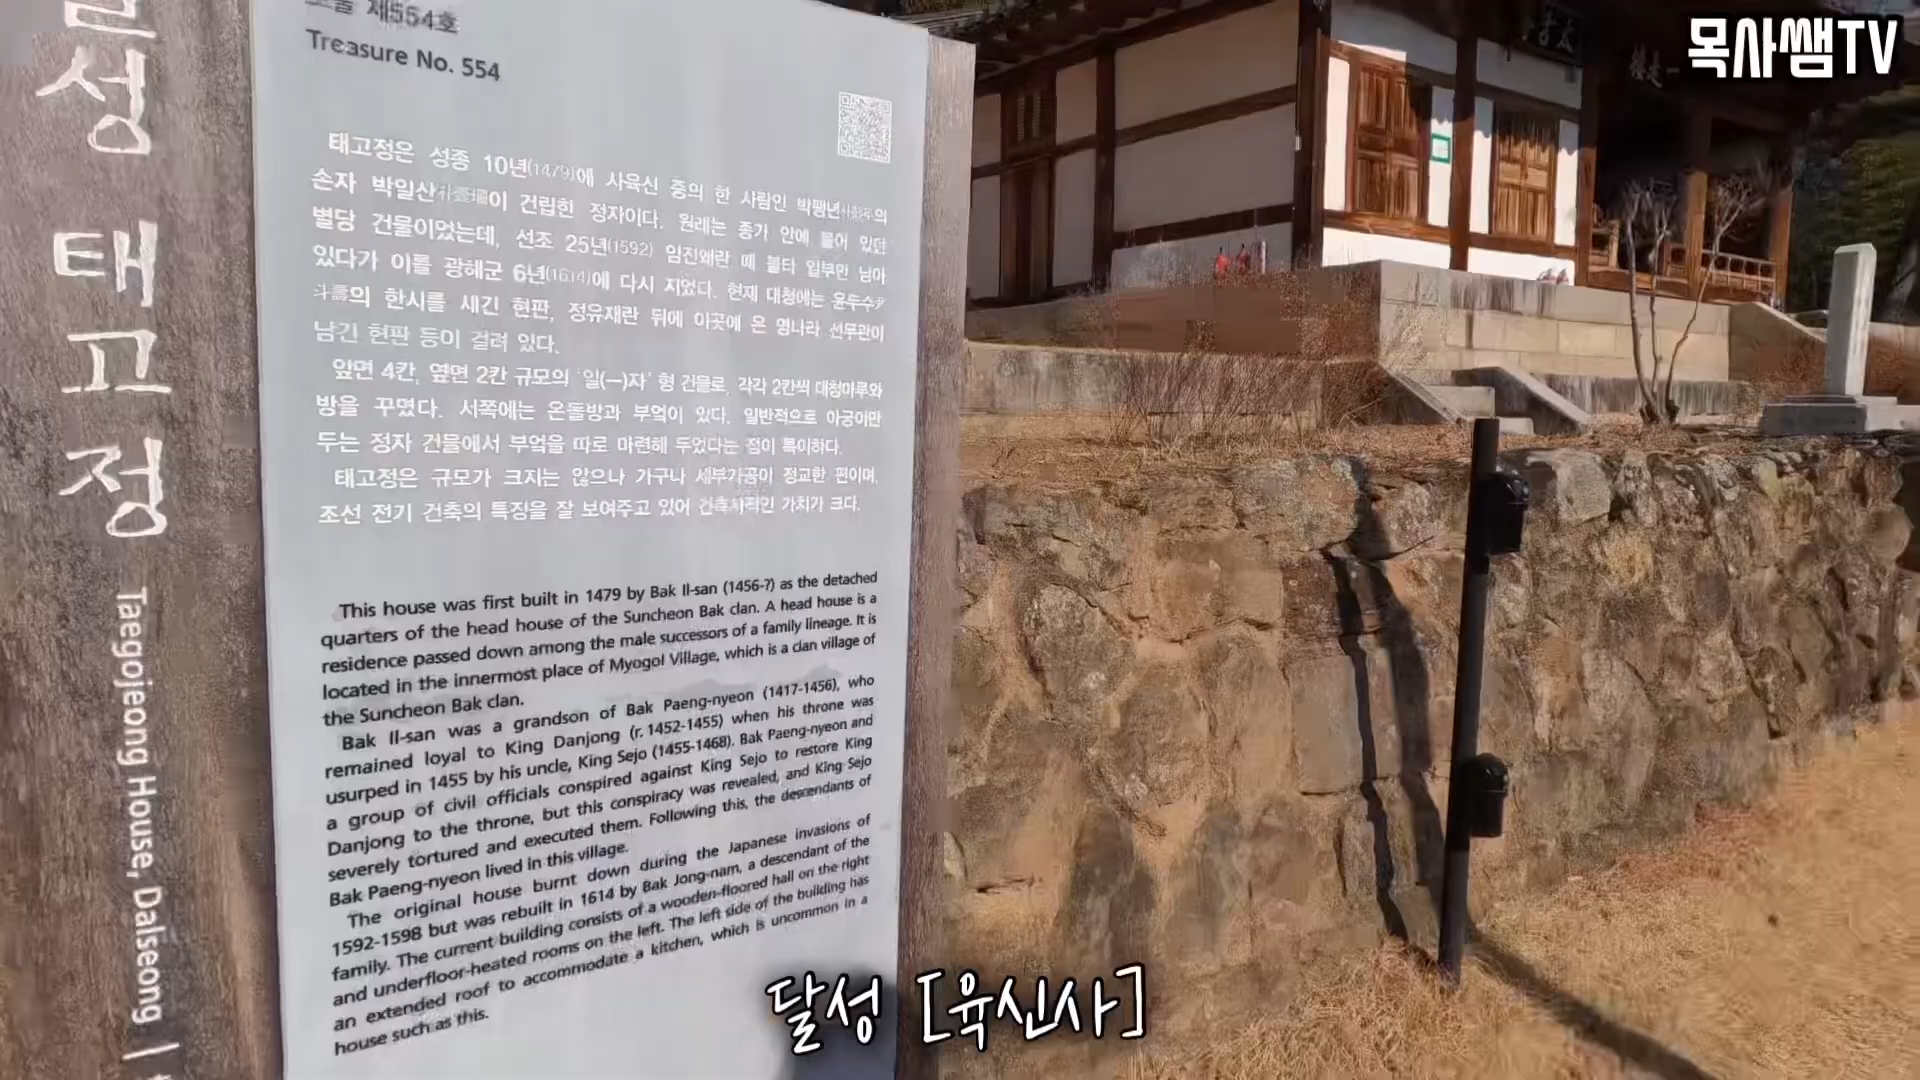 제554호
Treasure No. 554
목사쌤TV
성 태고정
Taegojeong House, Dalseong
태고정은 성종 10년(1479)에 사육신 중의 한 사람인 박팽년의
손자 박일산이 건립한 정자이다. 원래는 종가 안에 붙어 있던
별당 건물이었는데, 선조 25년(1592) 임진왜란 때 불타 일부만 남아
있다가 이를 광해군 6년(1614)에 다시 지었다. 현재 대청에는 윤두수
斗壽의 한시를 새긴 현판, 정유재란 뒤에 이곳에 온 명나라 선무관이
남긴 현판 등이 걸려 있다.
앞면 4칸, 옆면 2칸 규모의 ‘일(一)자’ 형 건물로, 각각 2칸씩 대청마루와
방을 꾸몄다. 서쪽에는 온돌방과 부엌이 있다. 일반적으로 아궁이만
두는 정자 건물에서 부엌을 따로 마련해 두었다는 점이 특이하다.
태고정은 규모가 크지는 않으나 가구나 세부가공이 정교한 편이며,
조선 전기 건축의 특징을 잘 보여주고 있어 건축사적인 가치가 크다.
This house was first built in 1479 by Bak Il-san (1456-?) as the detached
quarters of the head house of the Suncheon Bak clan. A head house is a
residence passed down among the male successors of a family lineage. It is
located in the innermost place of Myogol Village, which is a clan village of
the Suncheon Bak clan.
Bak Il-san was a grandson of Bak Paeng-nyeon (1417-1456), who
remained loyal to King Danjong (r. 1452-1455) when his throne was
usurped in 1455 by his uncle, King Sejo (1455-1468). Bak Paeng-nyeon and
a group of civil officials conspired against King Sejo to restore King
Danjong to the throne, but this conspiracy was revealed, and King Sejo
severely tortured and executed them. Following this, the descendants of
Bak Paeng-nyeon lived in this village.
The original house burnt down during the Japanese invasions of
1592-1598 but was rebuilt in 1614 by Bak Jong-nam, a descendant of the
family. The current building consists of a wooden-floored hall on the right
and underfloor-heated rooms on the left. The left side of the building has
an extended roof to accommodate a kitchen, which is uncommon in a
house such as this.
달성 [육신사]